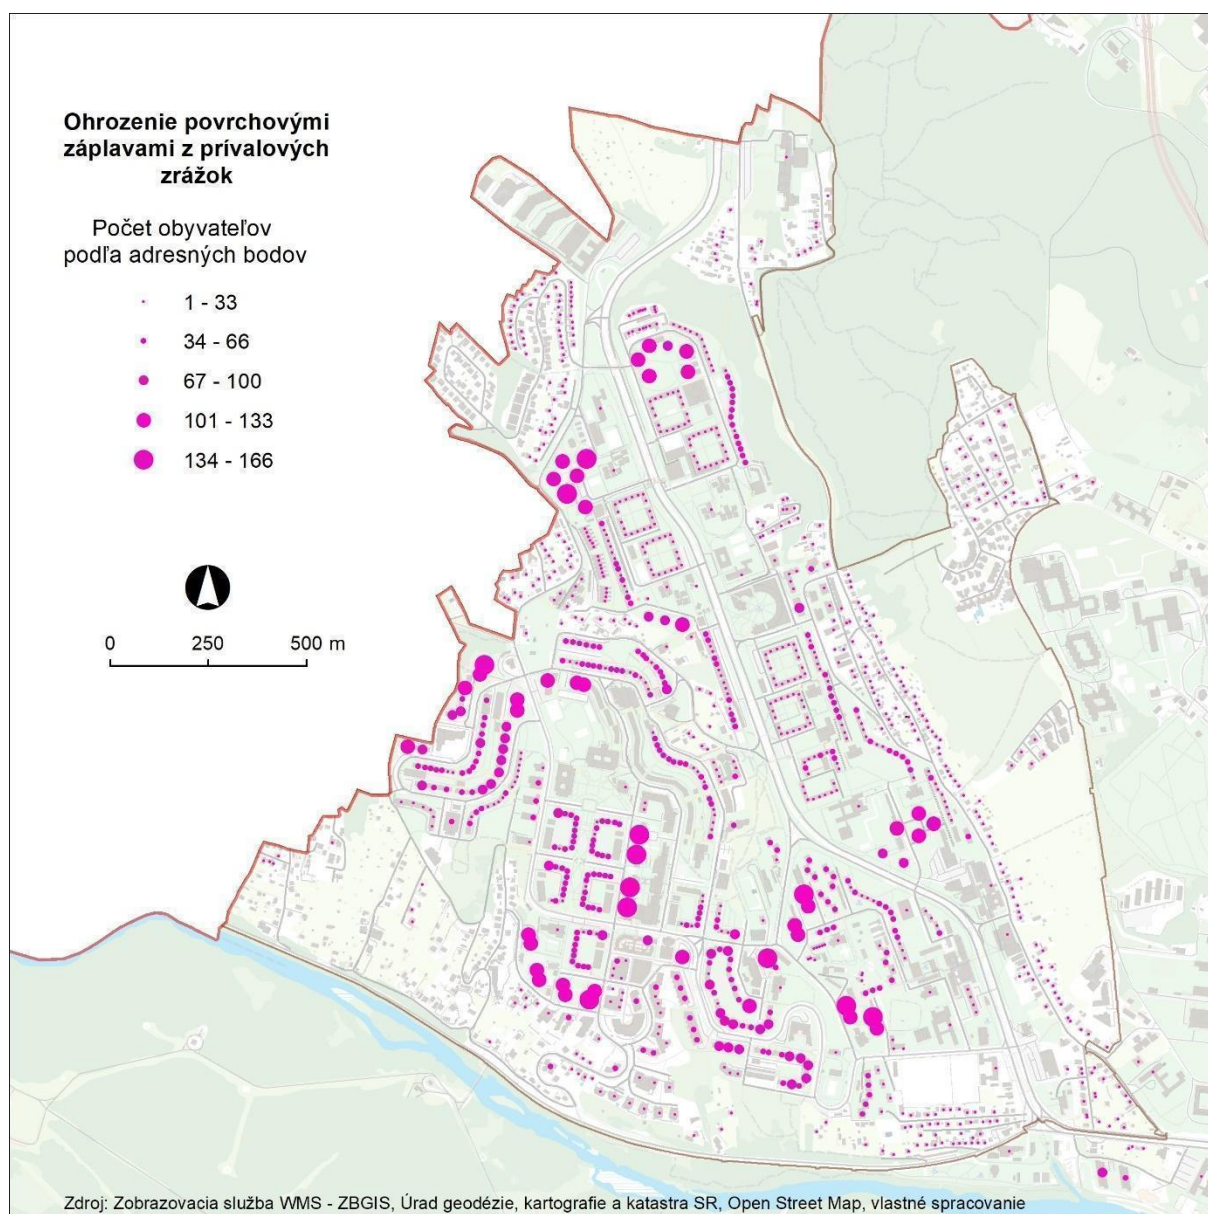 Ohrozenie povrchovými
záplavami z prívalových
zrážok
Počet obyvateľov
podľa adresných bodov
1 - 33
34 - 66
67 - 100
101 - 133
134 - 166
0 250 500 m
Zdroj: Zobrazovacia služba WMS - ZBGIS, Úrad geodézie, kartografie a katastra SR, Open Street Map, vlastné spracovanie